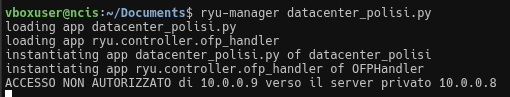 vboxuser@ncis:~/Documents$ ryu-manager datacenter_polisi.py
loading app datacenter_polisi.py
loading app ryu.controller.ofp_handler
instantiating app datacenter_polisi.py of datacenter_polisi
instantiating app ryu.controller.ofp_handler of OFPHandler
ACCESSO NON AUTORIZZATO di 10.0.0.9 verso il server privato 10.0.0.8